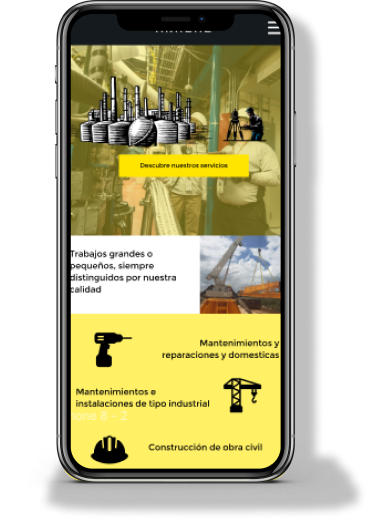 Descubre nuestros servicios
Trabajos grandes o
pequeños, siempre
distinguidos por nuestra
calidad
Mantenimientos y
reparaciones y domesticas
Mantenimientos e
instalaciones de tipo industrial
Construcción de obra civil